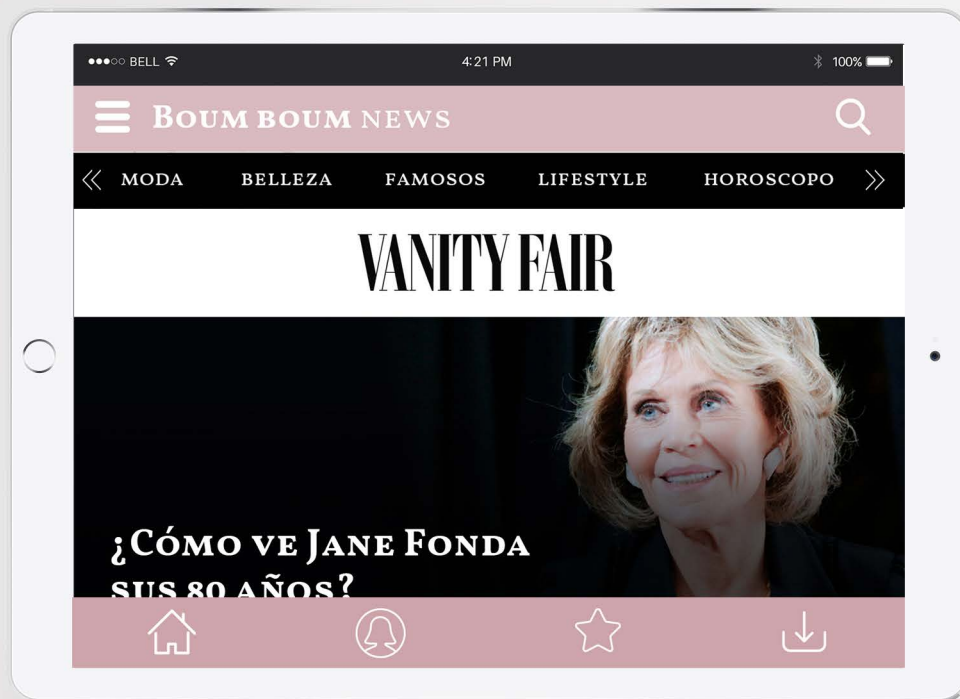 ●●●○○ BELL 4:21 PM 100%
BOUM BOUM NEWS
MODA BELLEZA FAMOSOS LIFESTYLE HOROSCOPO
VANITY FAIR
¿CÓMO VE JANE FONDA
SUS 80 AÑOS?